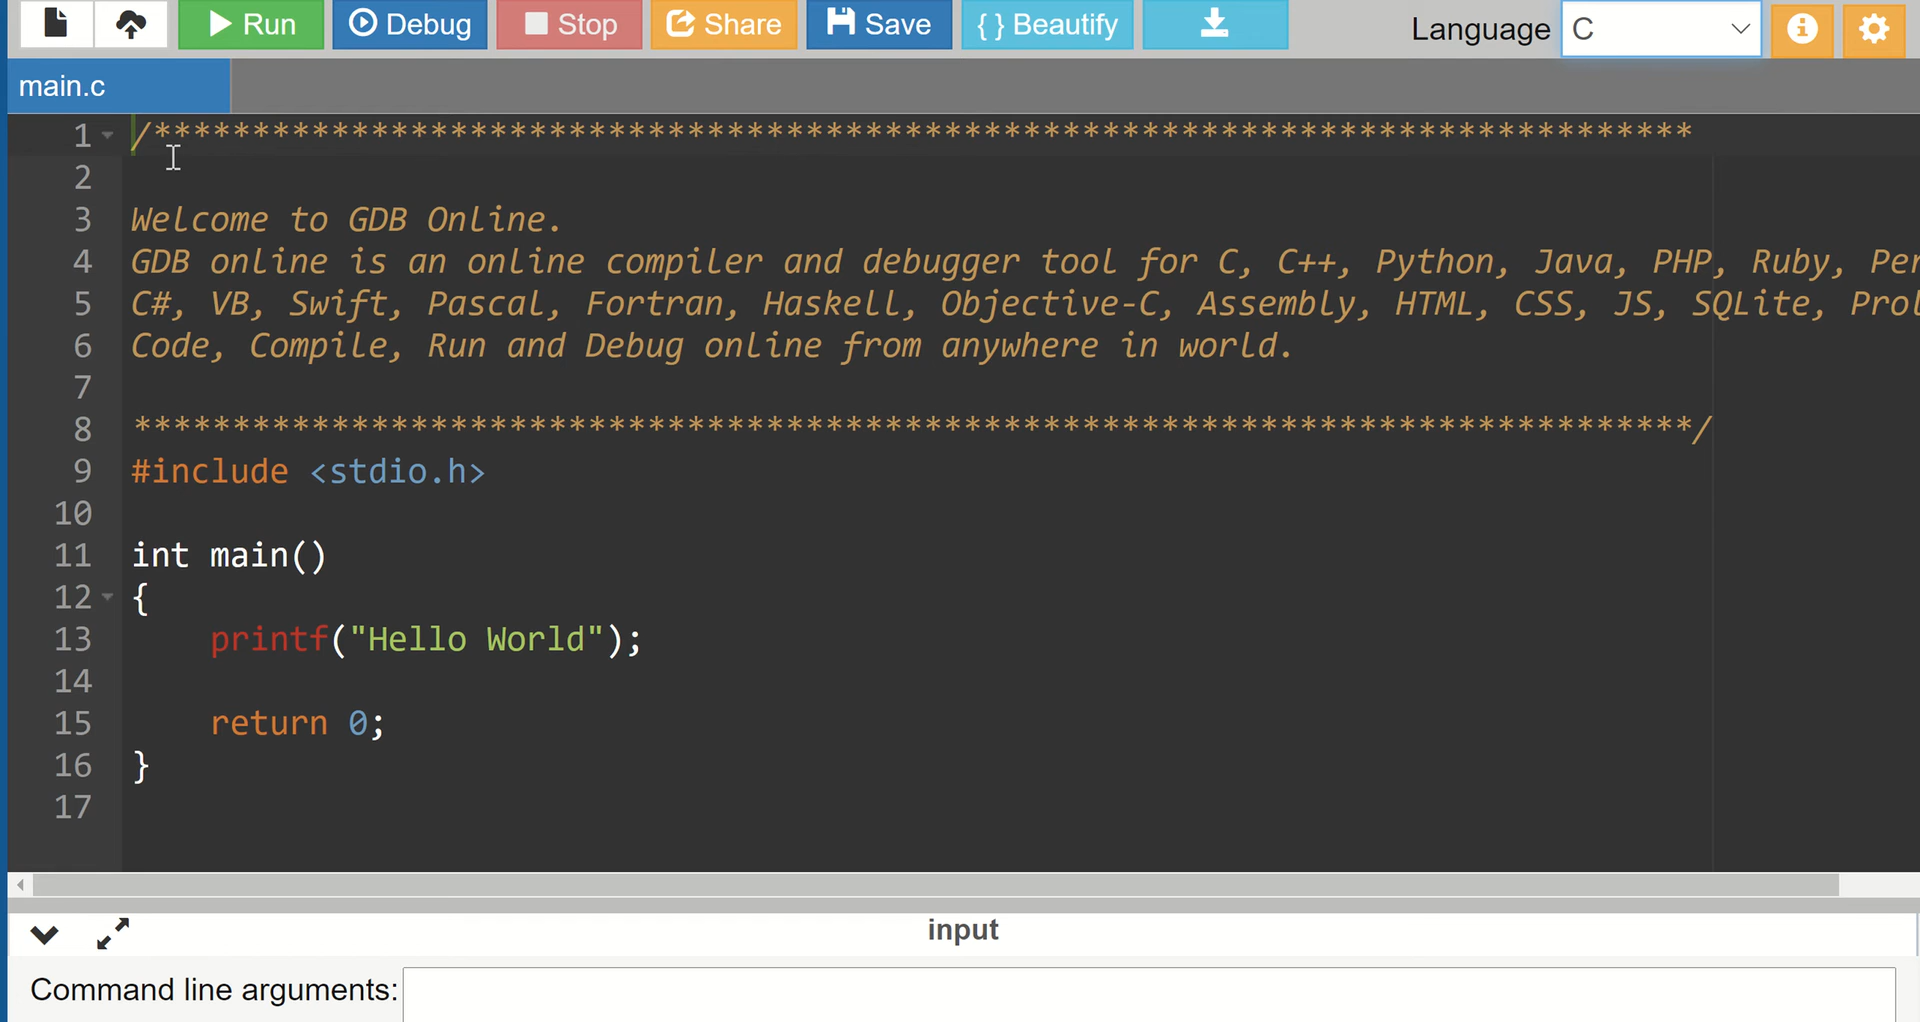 Run Debug Stop Share Save { } Beautify Language C
main.c
1 /******************************************************************************
2
3 Welcome to GDB Online.
4 GDB online is an online compiler and debugger tool for C, C++, Python, Java, PHP, Ruby,
5 C#, VB, Swift, Pascal, Fortran, Haskell, Objective-C, Assembly, HTML, CSS, JS, SQLite,
6 Code, Compile, Run and Debug online from anywhere in world.
7
8 *******************************************************************************/
9 #include <stdio.h>
10
11 int main()
12 {
13     printf("Hello World");
14
15     return 0;
16 }
17
input
Command line arguments: